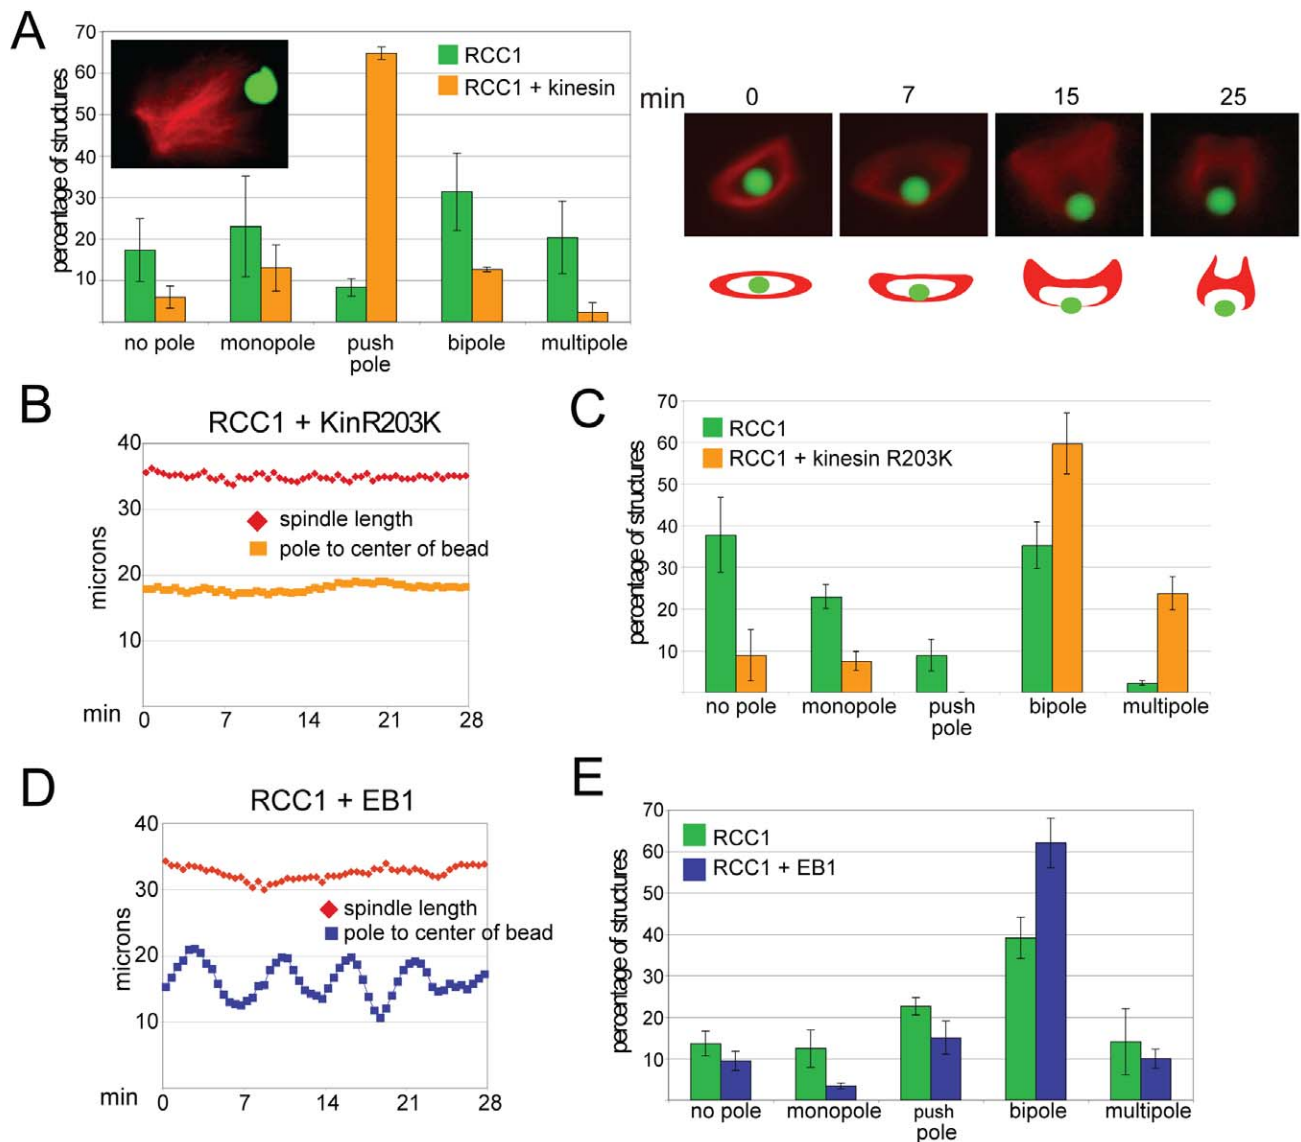 A
70
60
50
40
30
20
10
percentage of structures
RCC1
RCC1 + kinesin
no pole
monopole
push
pole
bipole
multipole
min
0
7
15
25
B
RCC1 + KinR203K
40
30
20
10
microns
spindle length
pole to center of bead
min
0
7
14
21
28
C
70
60
50
40
30
20
10
percentage of structures
RCC1
RCC1 + kinesin R203K
no pole
monopole
push
pole
bipole
multipole
D
RCC1 + EB1
40
30
20
10
microns
spindle length
pole to center of bead
min
0
7
14
21
28
E
70
60
50
40
30
20
10
percentage of structures
RCC1
RCC1 + EB1
no pole
monopole
push
pole
bipole
multipole